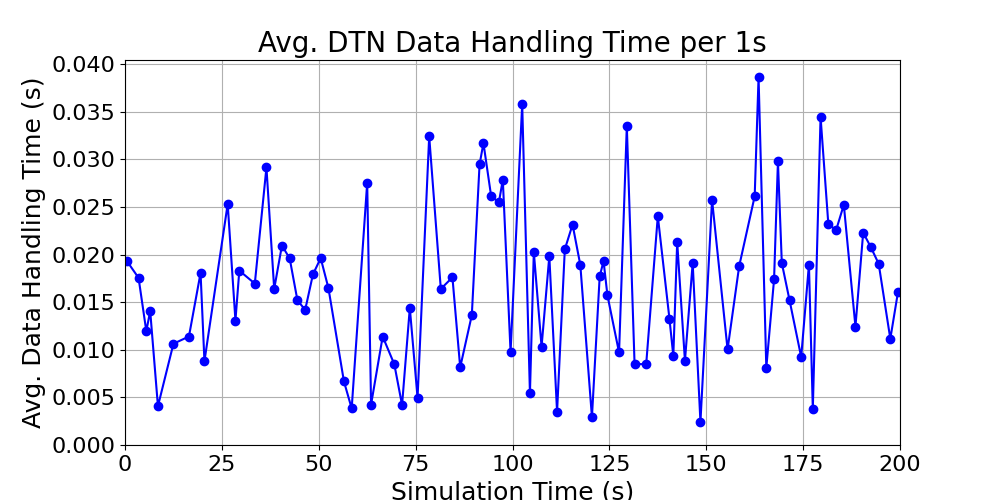 Avg. DTN Data Handling Time per 1s
Avg. Data Handling Time (s)
0.040
0.035
0.030
0.025
0.020
0.015
0.010
0.005
0.000
0 25 50 75 100 125 150 175 200
Simulation Time (s)